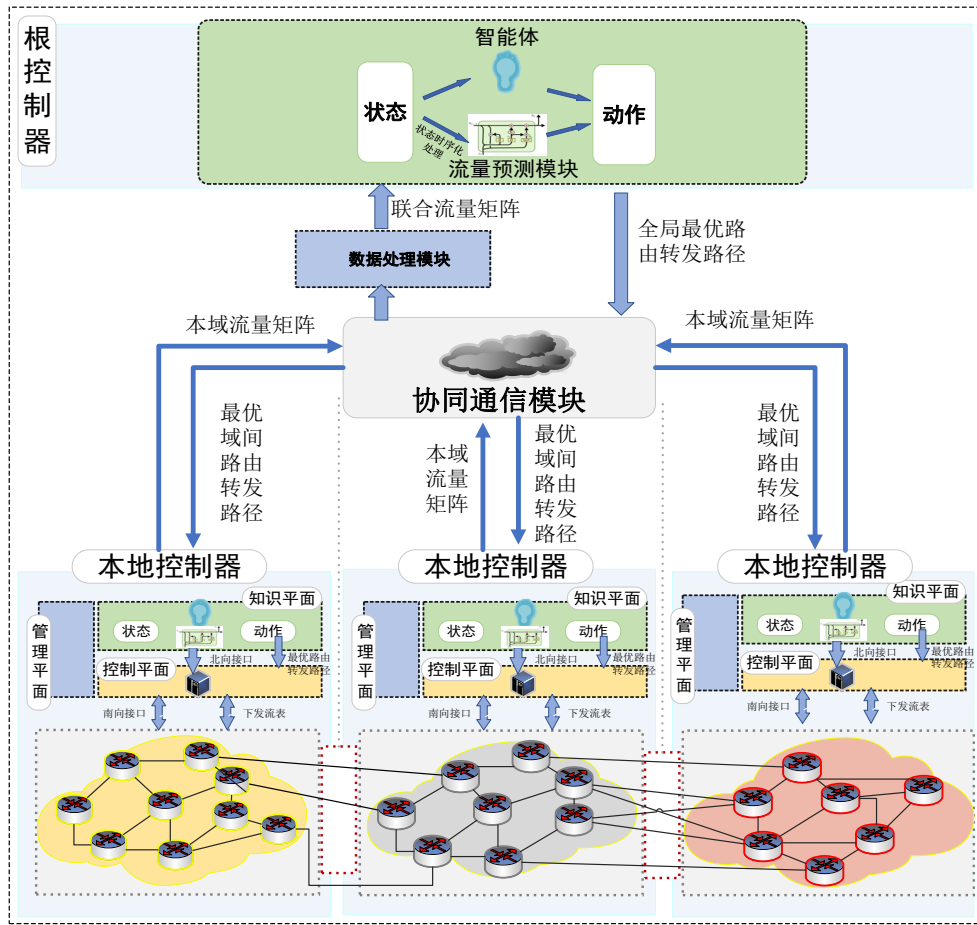 根
控
制
器
智能体
状态
动作
状态时序化
处理
流量预测模块
联合流量矩阵
全局最优路
由转发路径
数据处理模块
本域流量矩阵
本域流量矩阵
协同通信模块
最优
域间
路由
转发
路径
本域
流量
矩阵
最优
域间
路由
转发
路径
最优
域间
路由
转发
路径
本地控制器
知识平面
管
理
平
面
状态
动作
北向接口
最优路由
转发路径
控制平面
南向接口
下发流表
本地控制器
知识平面
管
理
平
面
状态
动作
北向接口
最优路由
转发路径
控制平面
南向接口
下发流表
本地控制器
知识平面
管
理
平
面
状态
动作
北向接口
最优路由
转发路径
控制平面
南向接口
下发流表